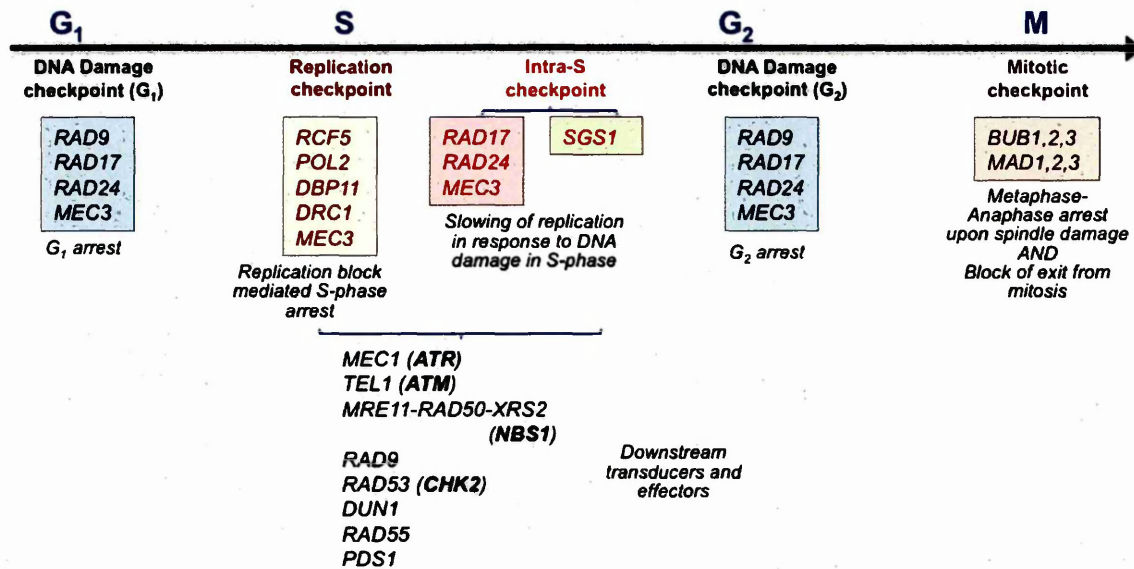 G1
S
G2
M
DNA Damage
checkpoint (G1)
Replication
checkpoint
Intra-S
checkpoint
DNA Damage
checkpoint (G2)
Mitotic
checkpoint
RAD9
RAD17
RAD24
MEC3
G1 arrest
RCF5
POL2
DBP11
DRC1
MEC3
Replication block
mediated S-phase
arrest
RAD17
RAD24
MEC3
SGS1
Slowing of replication
in response to DNA
damage in S-phase
RAD9
RAD17
RAD24
MEC3
G2 arrest
BUB1,2,3
MAD1,2,3
Metaphase-
Anaphase arrest
upon spindle damage
AND
Block of exit from
mitosis
MEC1 (ATR)
TEL1 (ATM)
MRE11-RAD50-XRS2
(NBS1)
RAD9
RAD53 (CHK2)
DUN1
RAD55
PDS1
Downstream
transducers and
effectors